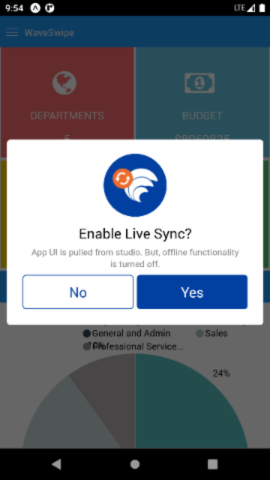 9:54 LTE
WaveSwipe
DEPARTMENTS BUDGET
5
Enable Live Sync?
App UI is pulled from studio. But, offline functionality
is turned off.
No Yes
General and Admin Sales
Professional Service...
24%